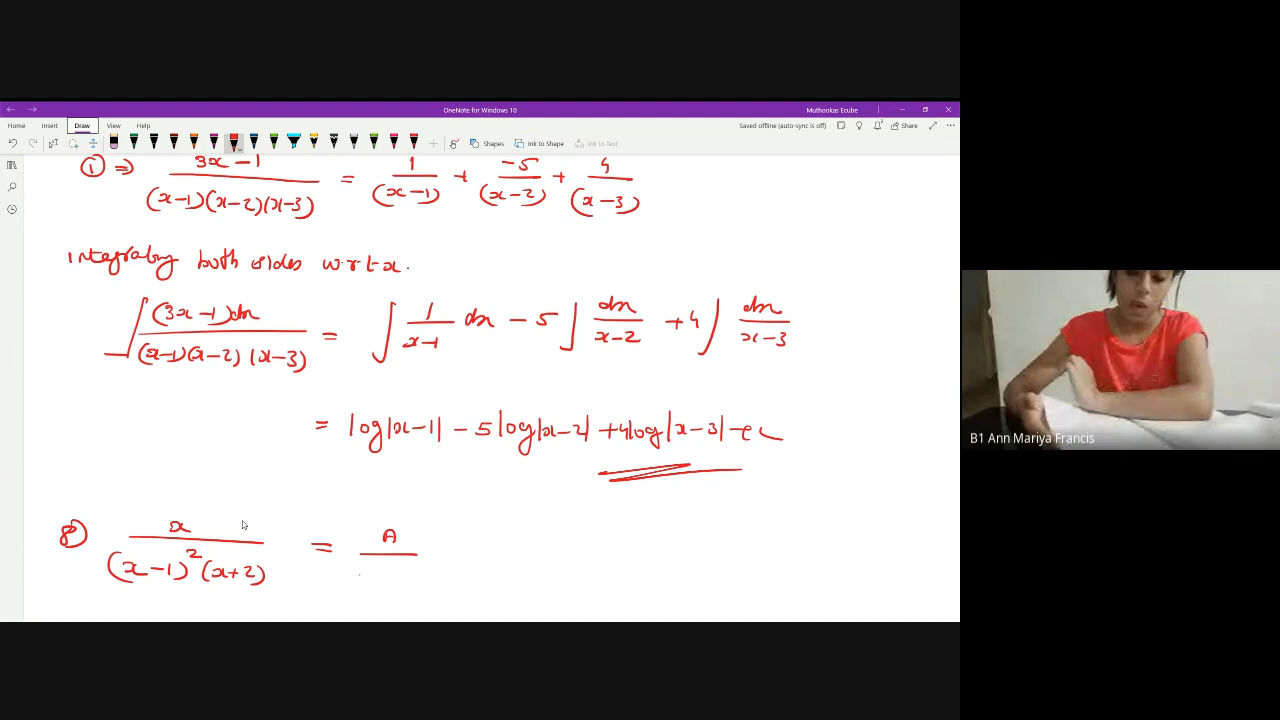 OneNote for Windows 10
Muthookas Ecube
Home Insert Draw View Help
Saved offline (auto-sync is off) Share
Shapes Ink to Shape Ink to Text
① ⇒ 3x-1/(x-1)(x-2)(x-3) = 1/(x-1) + -5/(x-2) + 4/(x-3)
Integrating both sides w.r.t x.
∫(3x-1)dx/(x-1)(x-2)(x-3) = ∫ 1/x-1 dx - 5∫ dx/x-2 + 4∫ dx/x-3
= log|x-1| - 5 log|x-2| + 4 log|x-3| + c
8) x/(x-1)²(x+2) = A
B1 Ann Mariya Francis